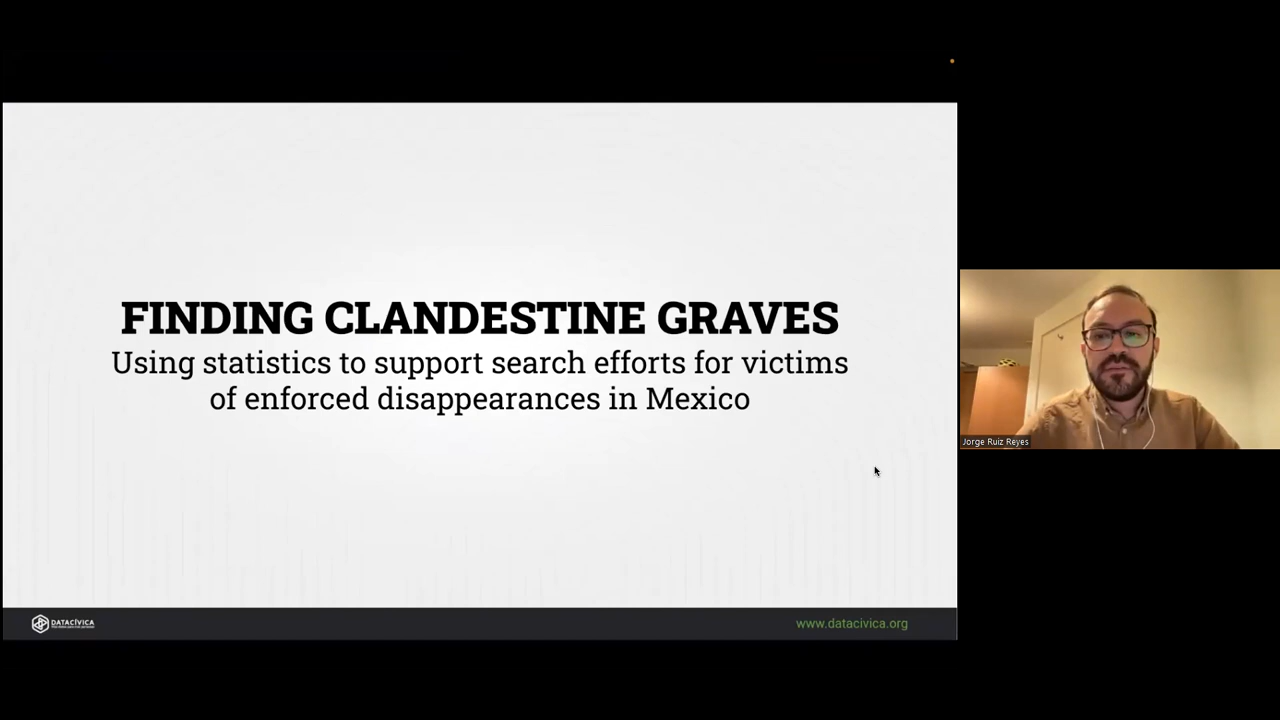 FINDING CLANDESTINE GRAVES
Using statistics to support search efforts for victims
of enforced disappearances in Mexico
Jorge Ruiz Reyes
DATACÍVICA
www.datacivica.org